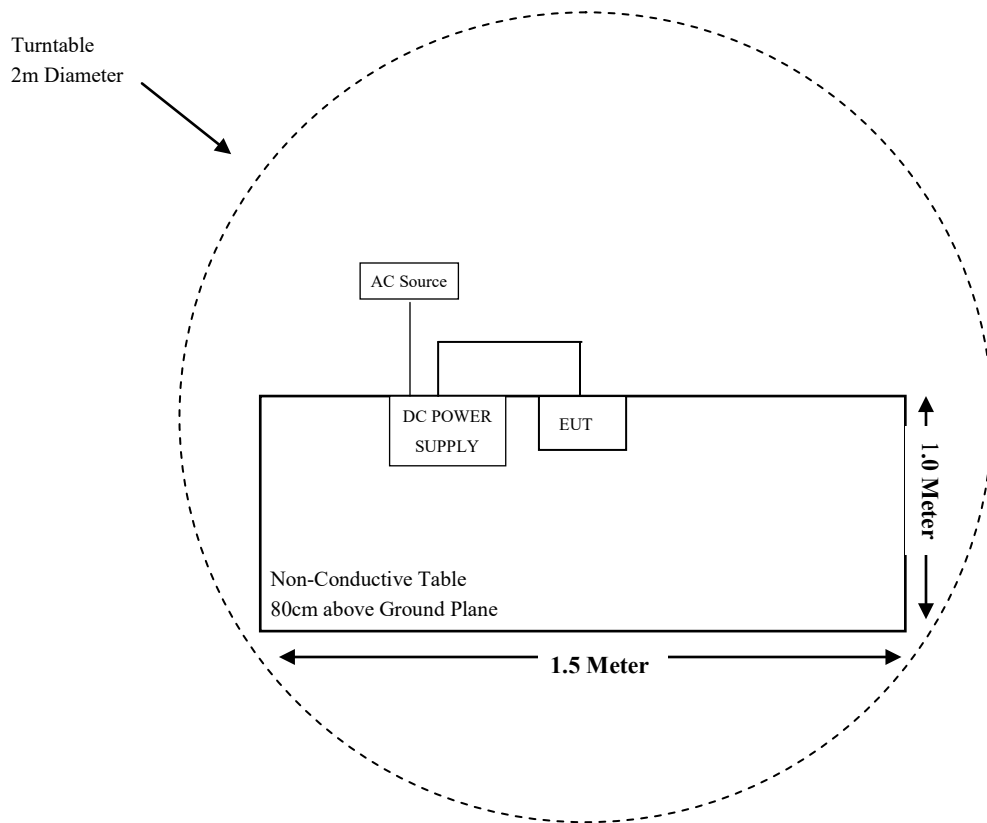 Turntable
2m Diameter
AC Source
DC POWER
SUPPLY
EUT
1.0 Meter
Non-Conductive Table
80cm above Ground Plane
1.5 Meter